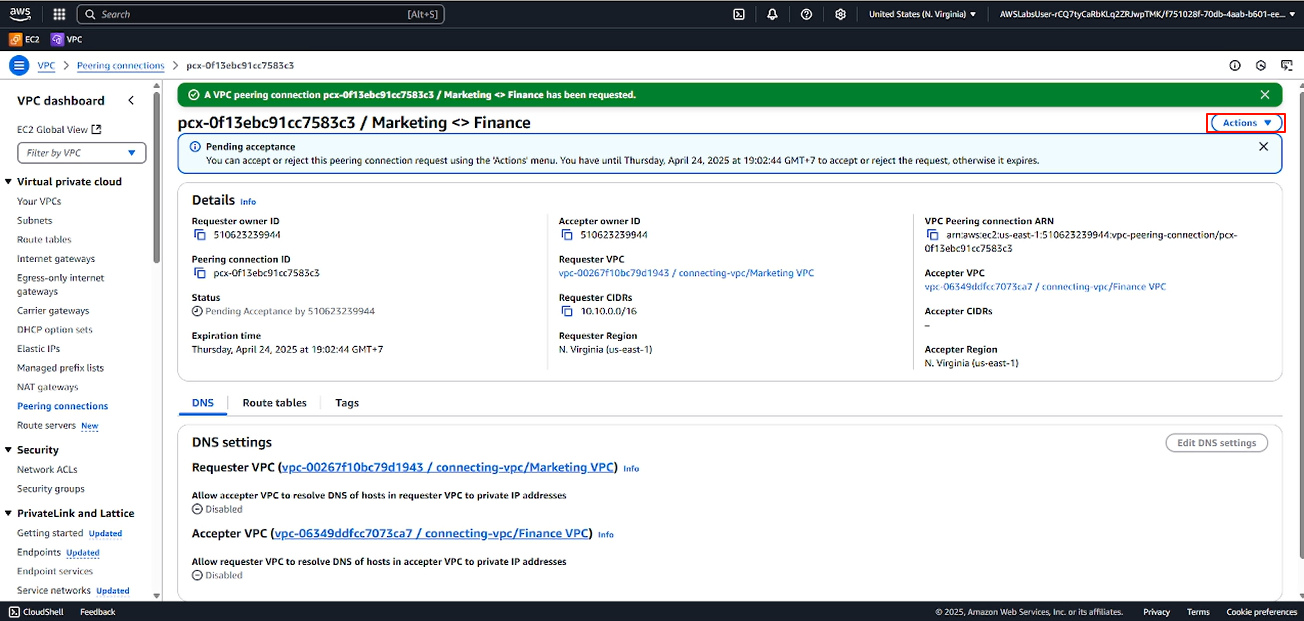 aws Search [Alt+S] United States (N. Virginia) AWSLabsUser-rCQ7tyCaRbKLq2ZRJwpTMK/f751028f-70db-4aab-b601-ee...
EC2 VPC
VPC > Peering connections > pcx-0f13ebc91cc7583c3
VPC dashboard
EC2 Global View
Filter by VPC
Virtual private cloud
Your VPCs
Subnets
Route tables
Internet gateways
Egress-only internet
gateways
Carrier gateways
DHCP option sets
Elastic IPs
Managed prefix lists
NAT gateways
Peering connections
Route servers New
Security
Network ACLs
Security groups
PrivateLink and Lattice
Getting started Updated
Endpoints Updated
Endpoint services
Service networks Updated
A VPC peering connection pcx-0f13ebc91cc7583c3 / Marketing <> Finance has been requested.
pcx-0f13ebc91cc7583c3 / Marketing <> Finance
Actions
Pending acceptance
You can accept or reject this peering connection request using the 'Actions' menu. You have until Thursday, April 24, 2025 at 19:02:44 GMT+7 to accept or reject the request, otherwise it expires.
Details Info
Requester owner ID
510623239944
Peering connection ID
pcx-0f13ebc91cc7583c3
Status
Pending Acceptance by 510623239944
Expiration time
Thursday, April 24, 2025 at 19:02:44 GMT+7
Accepter owner ID
510623239944
Requester VPC
vpc-00267f10bc79d1943 / connecting-vpc/Marketing VPC
Requester CIDRs
10.10.0.0/16
Requester Region
N. Virginia (us-east-1)
VPC Peering connection ARN
arn:aws:ec2:us-east-1:510623239944:vpc-peering-connection/pcx-
0f13ebc91cc7583c3
Accepter VPC
vpc-06349ddfcc7073ca7 / connecting-vpc/Finance VPC
Accepter CIDRs
–
Accepter Region
N. Virginia (us-east-1)
DNS Route tables Tags
DNS settings
Edit DNS settings
Requester VPC (vpc-00267f10bc79d1943 / connecting-vpc/Marketing VPC) Info
Allow accepter VPC to resolve DNS of hosts in requester VPC to private IP addresses
Disabled
Accepter VPC (vpc-06349ddfcc7073ca7 / connecting-vpc/Finance VPC) Info
Allow requester VPC to resolve DNS of hosts in accepter VPC to private IP addresses
Disabled
CloudShell Feedback © 2025, Amazon Web Services, Inc. or its affiliates. Privacy Terms Cookie preferences